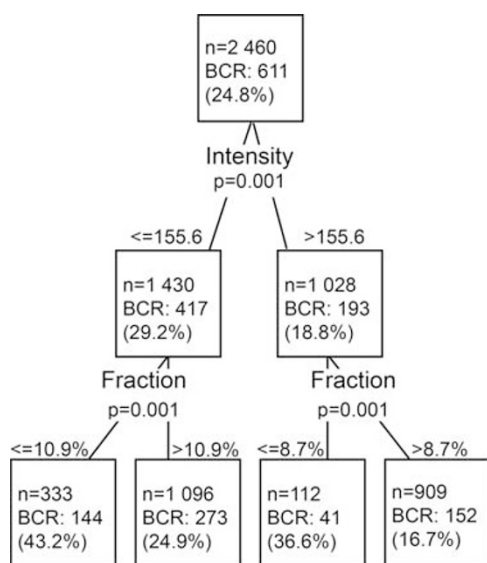 n=2 460
BCR: 611
(24.8%)
Intensity
p=0.001
<=155.6
>155.6
n=1 430
BCR: 417
(29.2%)
n=1 028
BCR: 193
(18.8%)
Fraction
p=0.001
Fraction
p=0.001
<=10.9%
>10.9%
<=8.7%
>8.7%
n=333
BCR: 144
(43.2%)
n=1 096
BCR: 273
(24.9%)
n=112
BCR: 41
(36.6%)
n=909
BCR: 152
(16.7%)